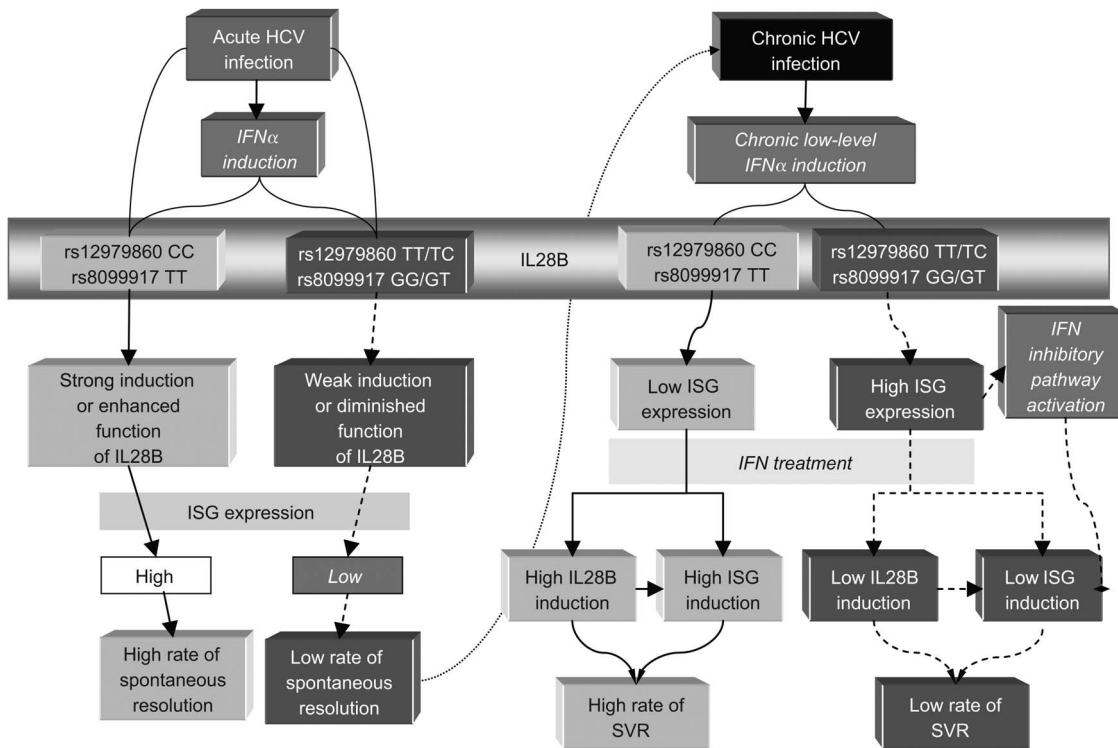 Acute HCV
infection
IFNα
induction
rs12979860 CC
rs8099917 TT
rs12979860 TT/TC
rs8099917 GG/GT
IL28B
Strong induction
or enhanced
function
of IL28B
Weak induction
or diminished
function
of IL28B
ISG expression
High
Low
High rate of
spontaneous
resolution
Low rate of
spontaneous
resolution
Chronic HCV
infection
Chronic low-level
IFNα induction
rs12979860 CC
rs8099917 TT
rs12979860 TT/TC
rs8099917 GG/GT
Low ISG
expression
High ISG
expression
IFN
inhibitory
pathway
activation
IFN treatment
High IL28B
induction
High ISG
induction
Low IL28B
induction
Low ISG
induction
High rate of
SVR
Low rate of
SVR